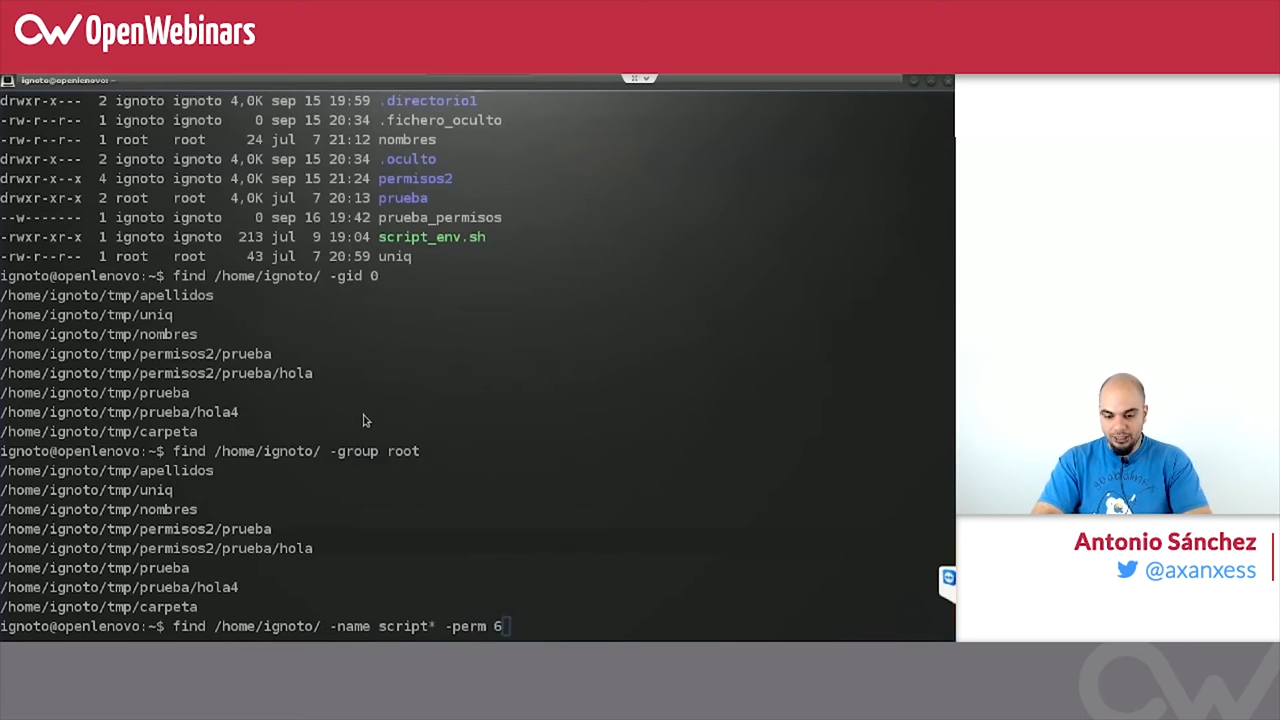 OpenWebinars
ignoto@openlenovo: ~
drwxr-x--- 2 ignoto ignoto 4,0K sep 15 19:59 .directorio1
-rw-r--r-- 1 ignoto ignoto 0 sep 15 20:34 .fichero_oculto
-rw-r--r-- 1 root root 24 jul 7 21:12 nombres
drwxr-x--- 2 ignoto ignoto 4,0K sep 15 20:34 .oculto
drwxr-x--x 4 ignoto ignoto 4,0K sep 15 21:24 permisos2
drwxr-xr-x 2 root root 4,0K jul 7 20:13 prueba
--w------- 1 ignoto ignoto 0 sep 16 19:42 prueba_permisos
-rwxr-xr-x 1 ignoto ignoto 213 jul 9 19:04 script_env.sh
-rw-r--r-- 1 root root 43 jul 7 20:59 uniq
ignoto@openlenovo:~$ find /home/ignoto/ -gid 0
/home/ignoto/tmp/apellidos
/home/ignoto/tmp/uniq
/home/ignoto/tmp/nombres
/home/ignoto/tmp/permisos2/prueba
/home/ignoto/tmp/permisos2/prueba/hola
/home/ignoto/tmp/prueba
/home/ignoto/tmp/prueba/hola4
/home/ignoto/tmp/carpeta
ignoto@openlenovo:~$ find /home/ignoto/ -group root
/home/ignoto/tmp/apellidos
/home/ignoto/tmp/uniq
/home/ignoto/tmp/nombres
/home/ignoto/tmp/permisos2/prueba
/home/ignoto/tmp/permisos2/prueba/hola
/home/ignoto/tmp/prueba
/home/ignoto/tmp/prueba/hola4
/home/ignoto/tmp/carpeta
ignoto@openlenovo:~$ find /home/ignoto/ -name script* -perm 6
Antonio Sánchez
@axanxess